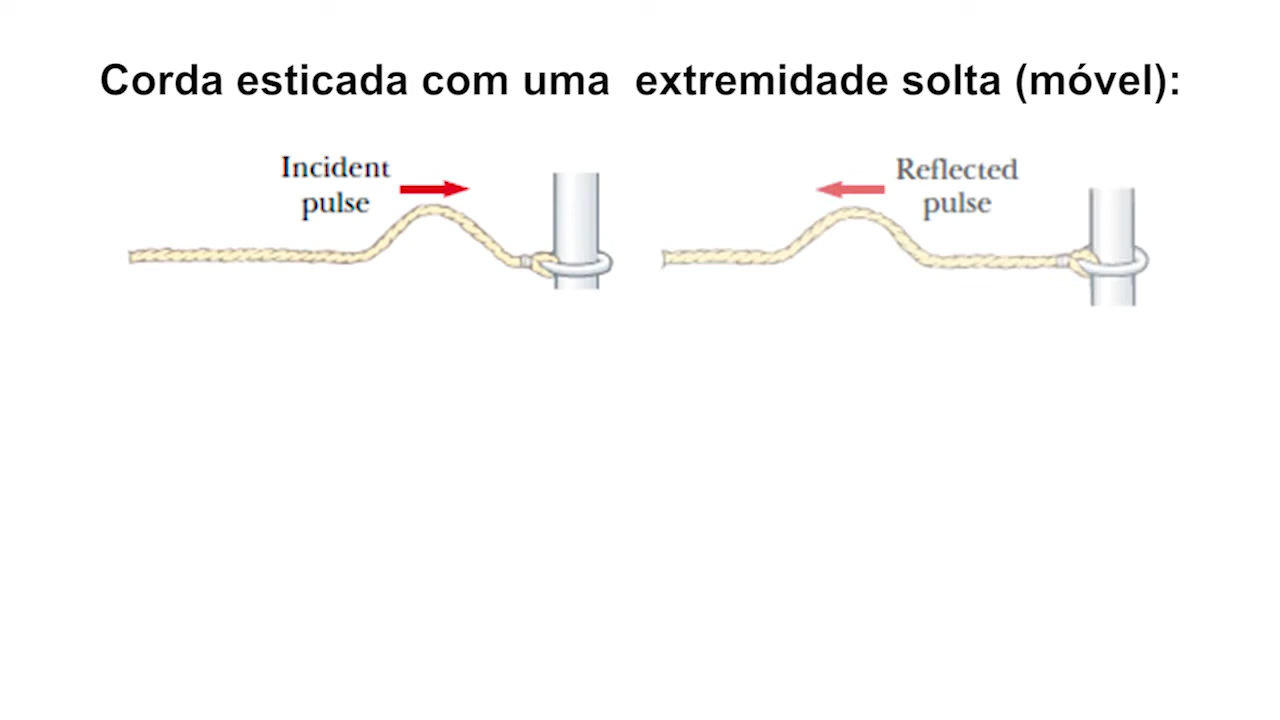 Corda esticada com uma  extremidade solta (móvel):
Incident
pulse
Reflected
pulse